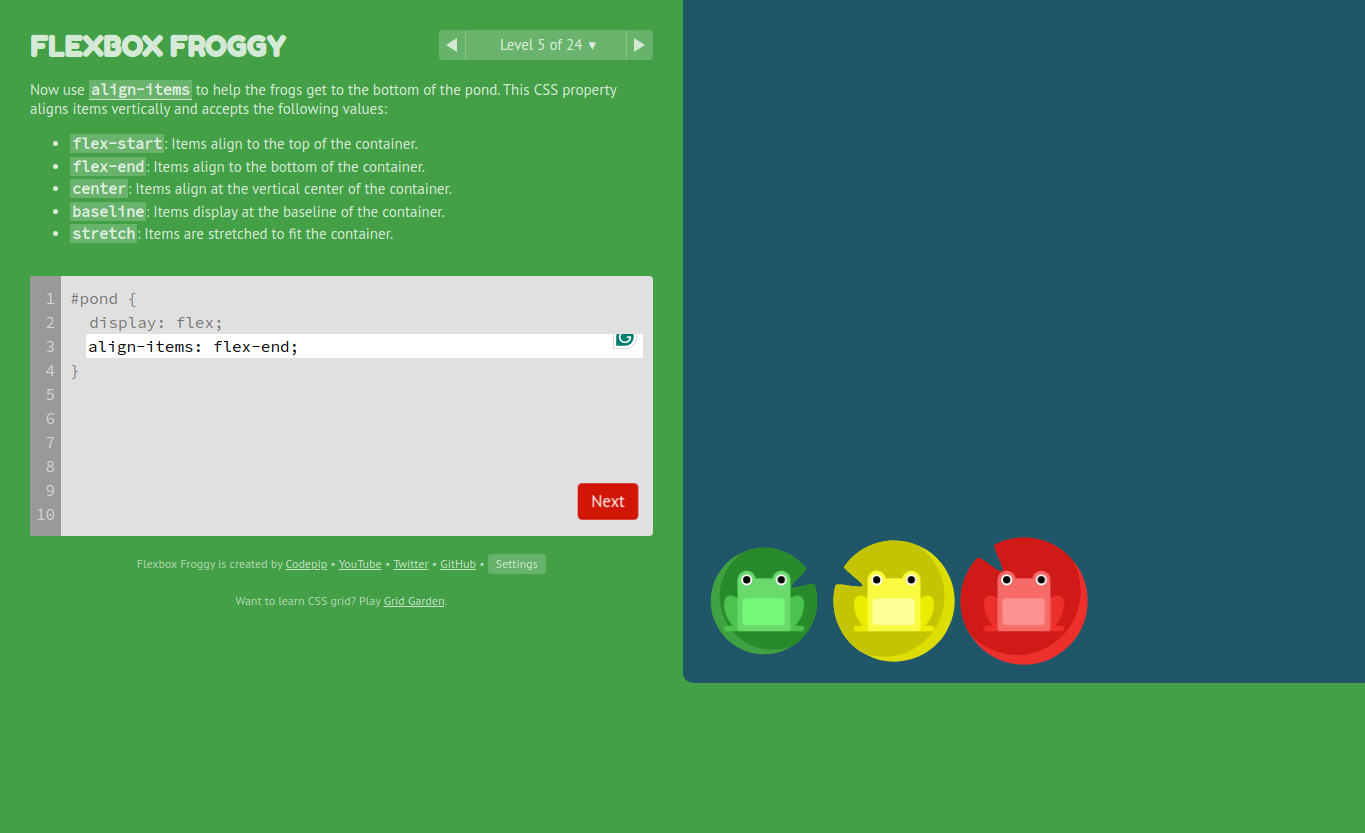 FLEXBOX FROGGY
Level 5 of 24 ▼
Now use align-items to help the frogs get to the bottom of the pond. This CSS property
aligns items vertically and accepts the following values:
• flex-start: Items align to the top of the container.
• flex-end: Items align to the bottom of the container.
• center: Items align at the vertical center of the container.
• baseline: Items display at the baseline of the container.
• stretch: Items are stretched to fit the container.
1 #pond {
2 display: flex;
3 align-items: flex-end;
4 }
5
6
7
8
9
10
Next
Flexbox Froggy is created by Codepip • YouTube • Twitter • GitHub • Settings
Want to learn CSS grid? Play Grid Garden.